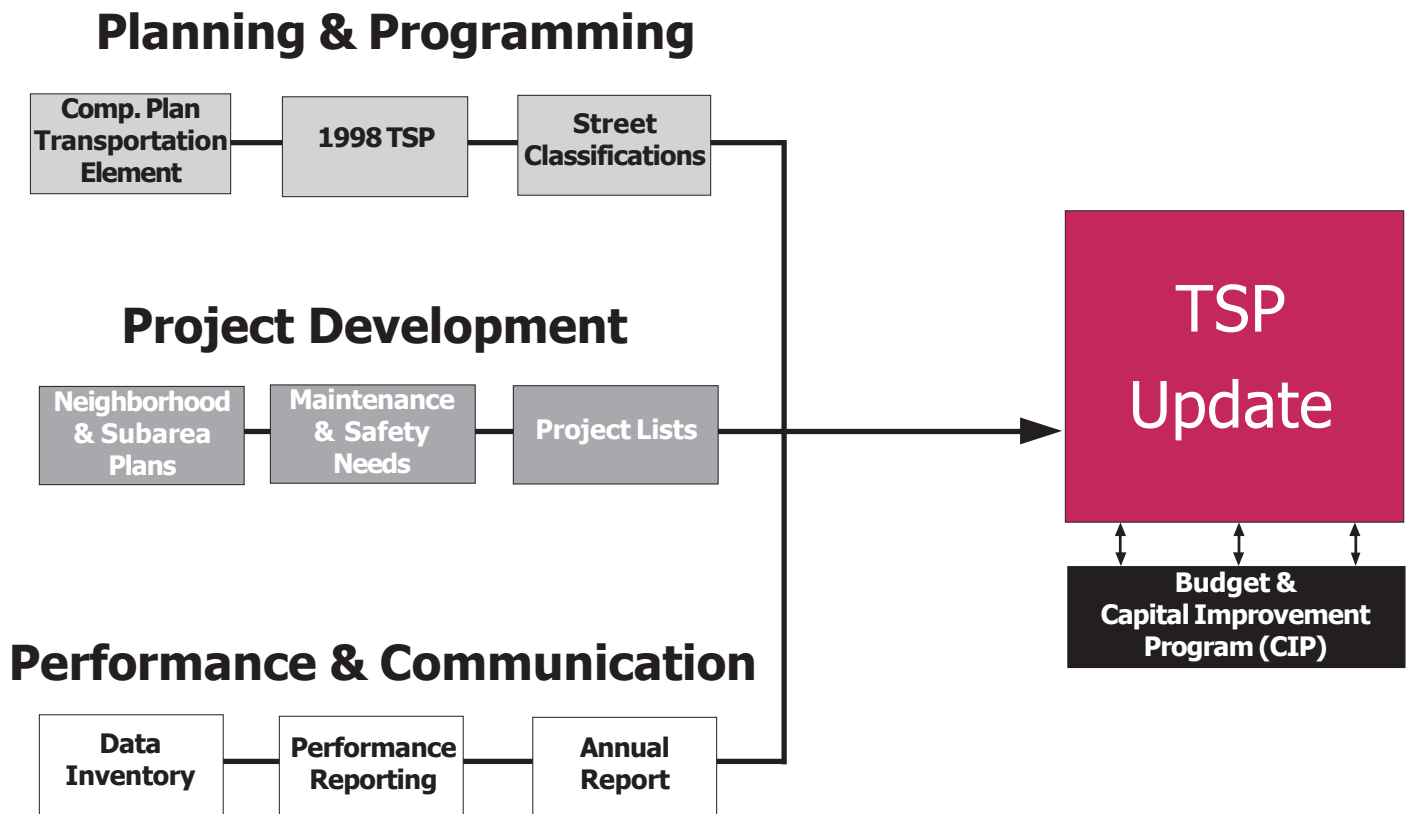 Planning & Programming
Comp. Plan
Transportation
Element
1998 TSP
Street
Classifications
Project Development
Neighborhood
& Subarea
Plans
Maintenance
& Safety
Needs
Project Lists
Performance & Communication
Data
Inventory
Performance
Reporting
Annual
Report
TSP
Update
Budget &
Capital Improvement
Program (CIP)